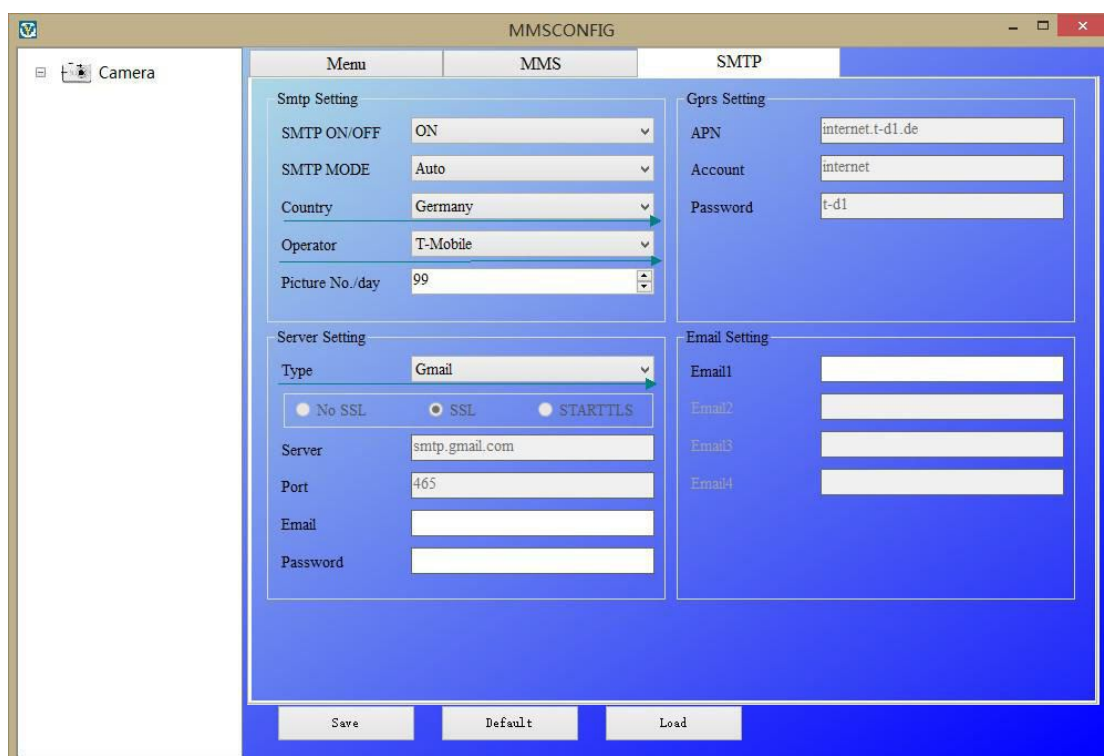 MMSCONFIG
Camera
Menu
MMS
SMTP
Smtp Setting
SMTP ON/OFF
ON
SMTP MODE
Auto
Country
Germany
Operator
T-Mobile
Picture No./day
99
Gprs Setting
APN
internet.t-d1.de
Account
internet
Password
t-d1
Server Setting
Type
Gmail
No SSL
SSL
STARTTLS
Server
smtp.gmail.com
Port
465
Email
Password
Email Setting
Email1
Email2
Email3
Email4
Save
Default
Load